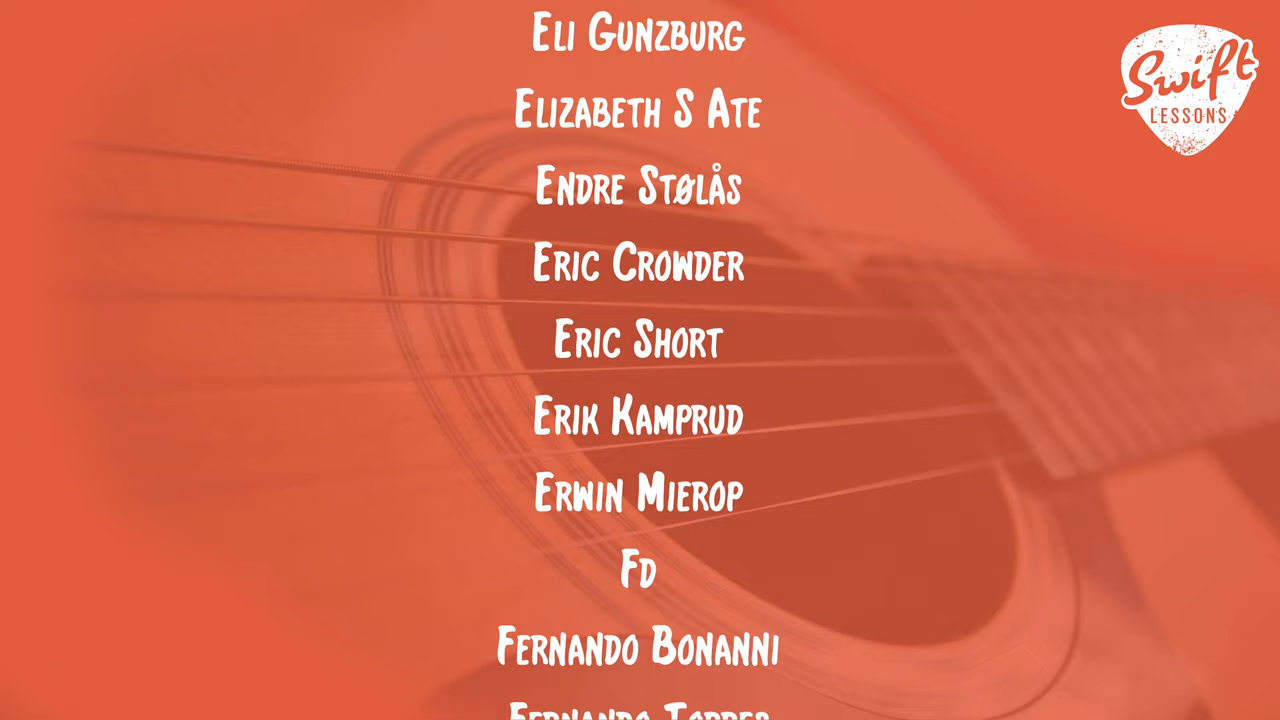 Eli Gunzburg
Elizabeth S Ate
Endre Stølås
Eric Crowder
Eric Short
Erik Kamprud
Erwin Mierop
Fd
Fernando Bonanni
Fernando
Swift
LESSONS